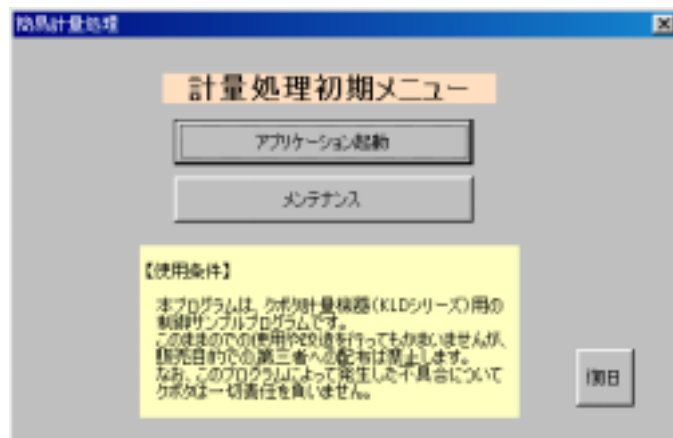 簡易計量処理
計量処理初期メニュー
アプリケーション起動
メンテナンス
【使用条件】
本プログラムは、クボタ計量機器(KLDシリーズ)用の
制御サンプルプログラムです。
このままのでの使用や改造を行ってもかまいませんが、
販売目的での第三者への配布は禁止します。
なお、このプログラムによって発生した不具合について
クボタは一切責任を負いません。